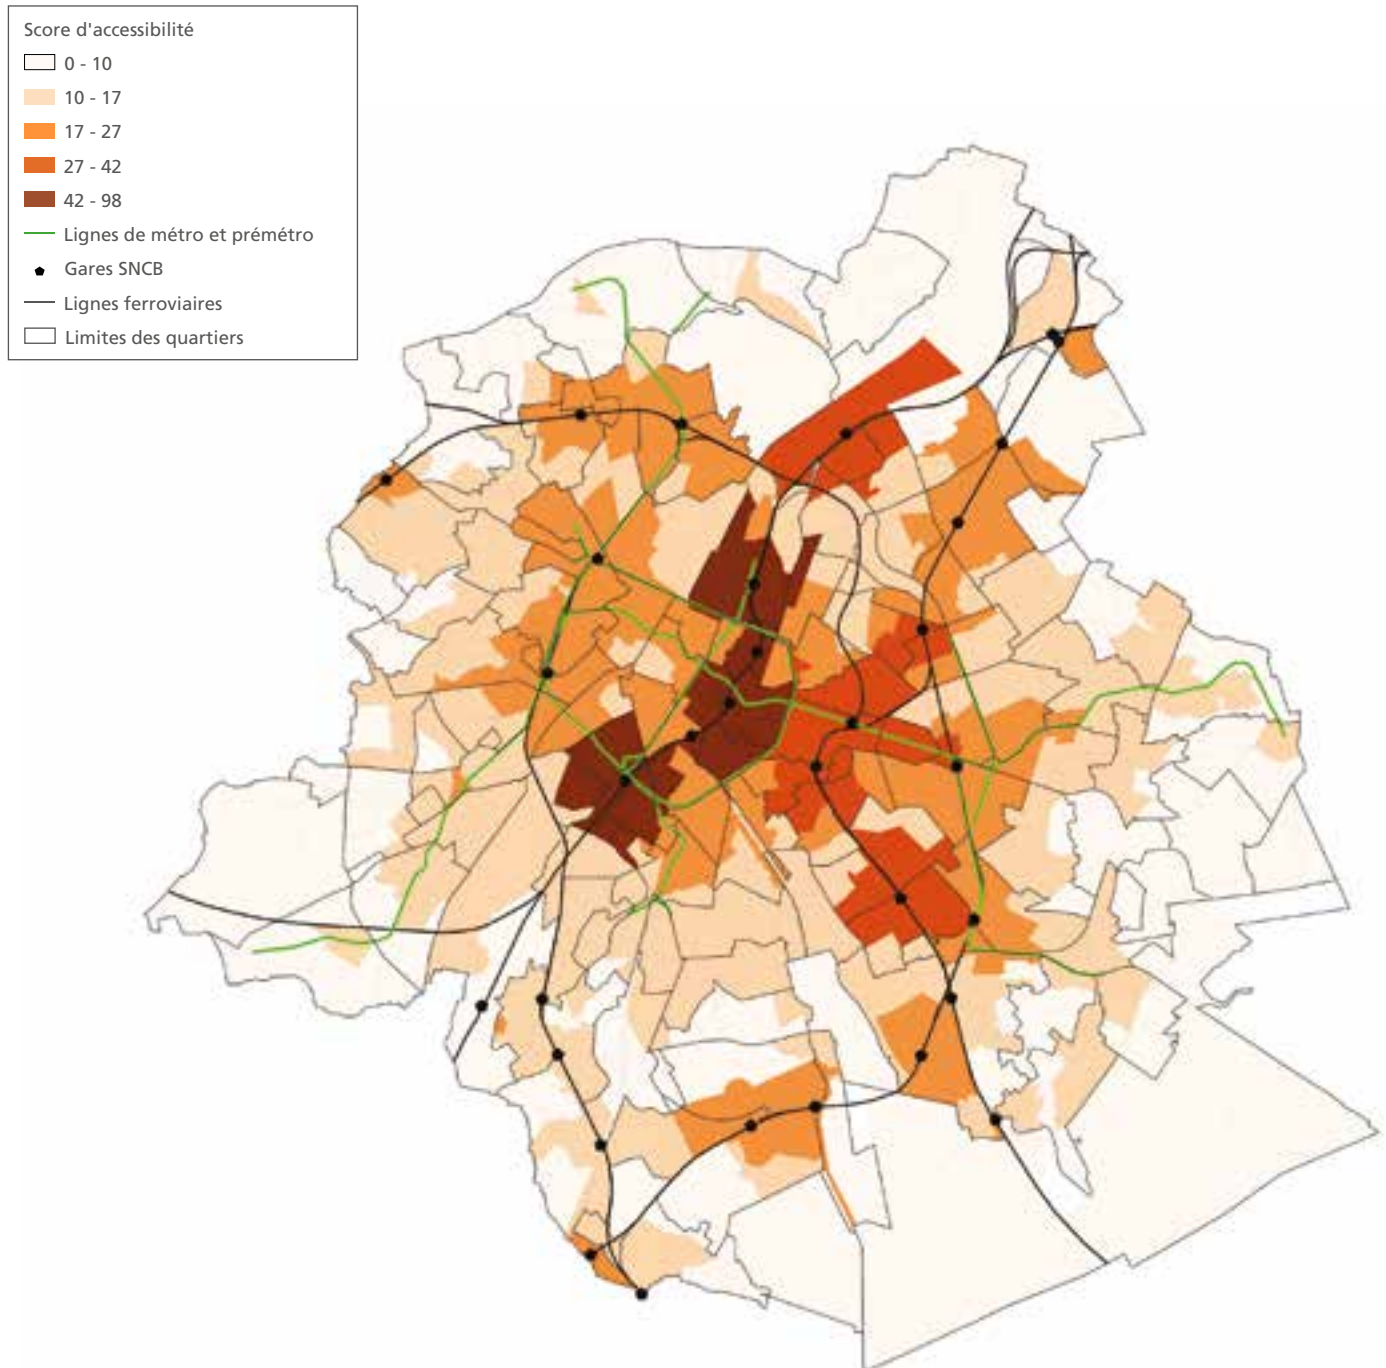 Score d'accessibilité
0 - 10
10 - 17
17 - 27
27 - 42
42 - 98
Lignes de métro et prémétro
Gares SNCB
Lignes ferroviaires
Limites des quartiers